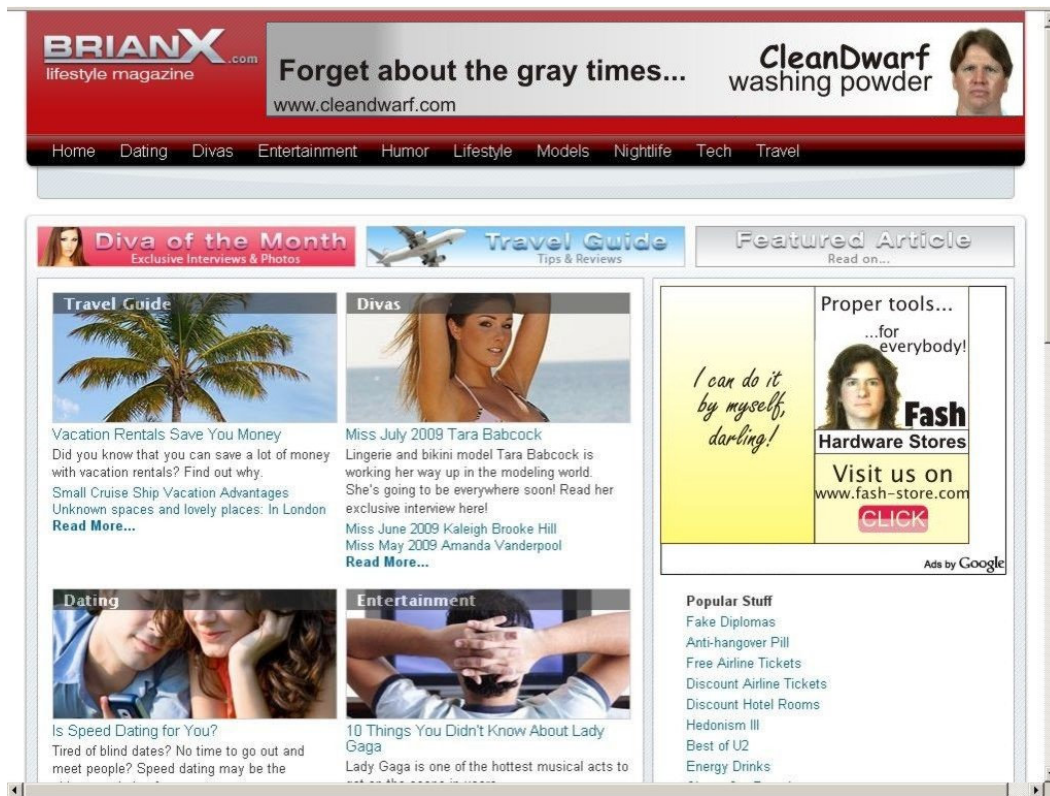 BRIANX.com
lifestyle magazine
Forget about the gray times...
www.cleandwarf.com
CleanDwarf
washing powder
Home Dating Divas Entertainment Humor Lifestyle Models Nightlife Tech Travel
Diva of the Month
Exclusive Interviews & Photos
Travel Guide
Tips & Reviews
Featured Article
Read on...
Travel Guide
Vacation Rentals Save You Money
Did you know that you can save a lot of money
with vacation rentals? Find out why.
Small Cruise Ship Vacation Advantages
Unknown spaces and lovely places: In London
Read More...
Divas
Miss July 2009 Tara Babcock
Lingerie and bikini model Tara Babcock is
working her way up in the modeling world.
She's going to be everywhere soon! Read her
exclusive interview here!
Miss June 2009 Kaleigh Brooke Hill
Miss May 2009 Amanda Vanderpool
Read More...
Dating
Is Speed Dating for You?
Tired of blind dates? No time to go out and
meet people? Speed dating may be the
Entertainment
10 Things You Didn't Know About Lady
Gaga
Lady Gaga is one of the hottest musical acts to
I can do it
by myself,
darling!
Proper tools...
...for
everybody!
Fash
Hardware Stores
Visit us on
www.fash-store.com
CLICK
Ads by Google
Popular Stuff
Fake Diplomas
Anti-hangover Pill
Free Airline Tickets
Discount Airline Tickets
Discount Hotel Rooms
Hedonism III
Best of U2
Energy Drinks